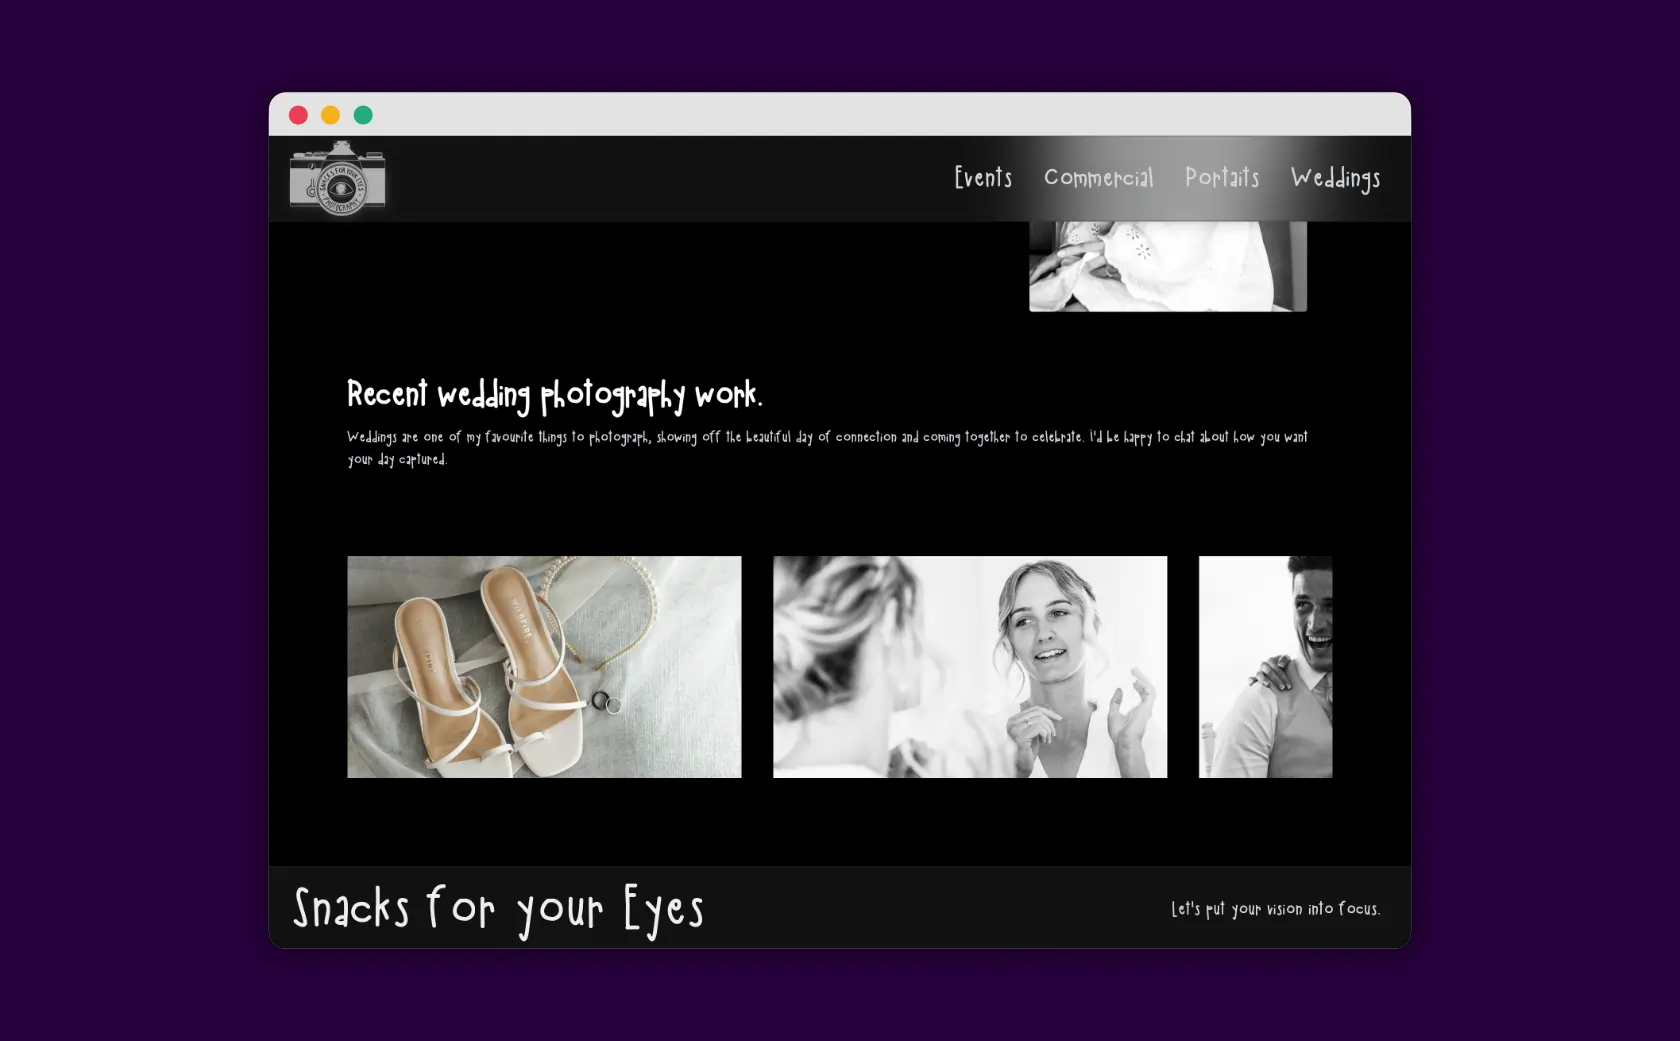 SNACKS FOR YOUR EYES
PHOTOGRAPHY
Events Commercial Portaits Weddings
Recent wedding photography work.
Weddings are one of my favourite things to photograph, showing off the beautiful day of connection and coming together to celebrate. I'd be happy to chat about how you want
your day captured.
WILDFIRE
Snacks for your Eyes
Let's put your vision into focus.